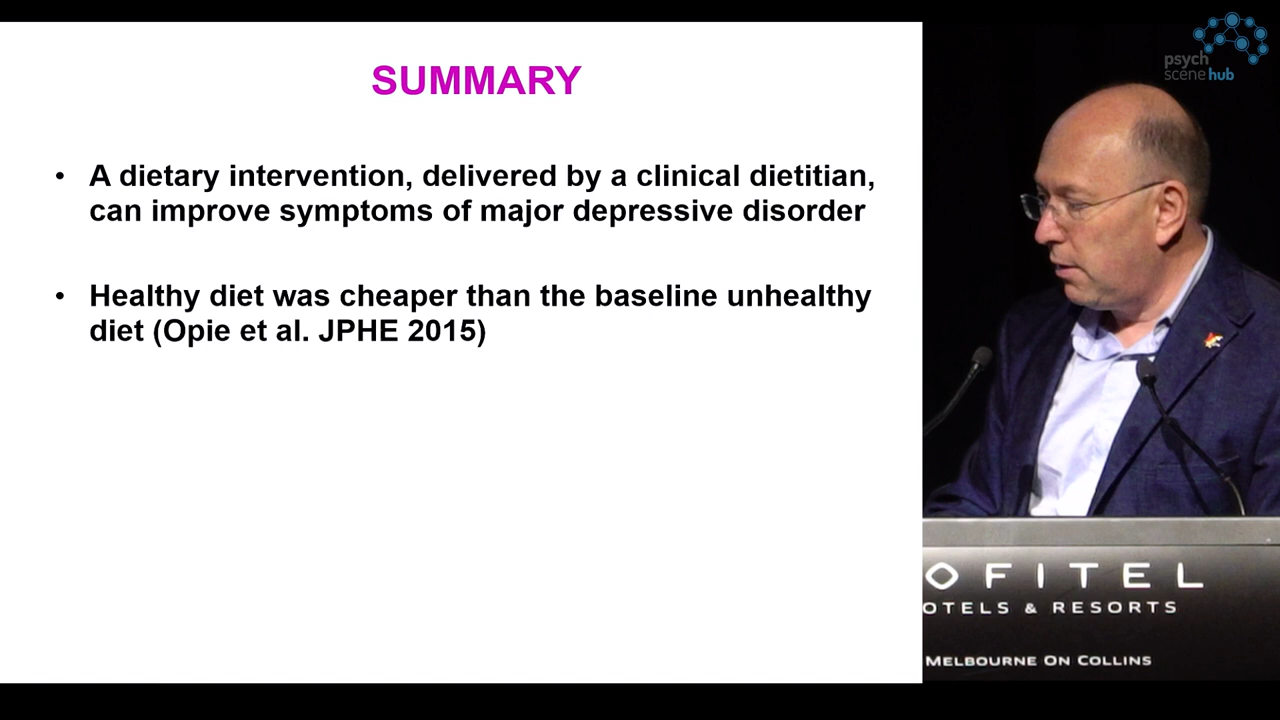 SUMMARY
• A dietary intervention, delivered by a clinical dietitian,
can improve symptoms of major depressive disorder
• Healthy diet was cheaper than the baseline unhealthy
diet (Opie et al. JPHE 2015)
psych
scene hub
OFITEL
OTELS & RESORTS
MELBOURNE ON COLLINS